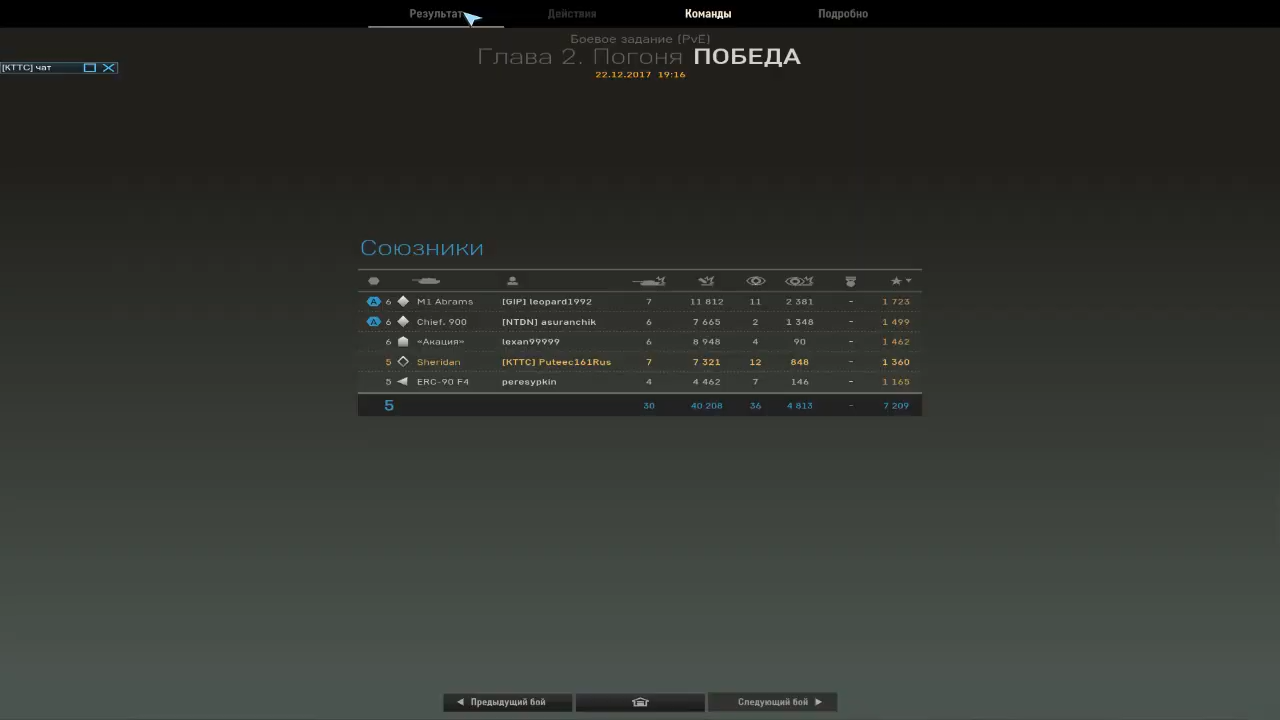 Результат Действия Команды Подробно
Боевое задание (PvE)
Глава 2. Погоня ПОБЕДА
22.12.2017 19:16
[КТТС] чат
Союзники
A 6 M1 Abrams [GIP] leopard1992 7 11 812 11 2 381 - 1 723
A 6 Chief. 900 [NTDN] asuranchik 6 7 665 2 1 348 - 1 499
6 «Акация» lexan99999 6 8 948 4 90 - 1 462
5 Sheridan [KTTC] Puteec161Rus 7 7 321 12 848 - 1 360
5 ERC-90 F4 peresypkin 4 4 462 7 146 - 1 165
5 30 40 208 36 4 813 - 7 209
Предыдущий бой Следующий бой